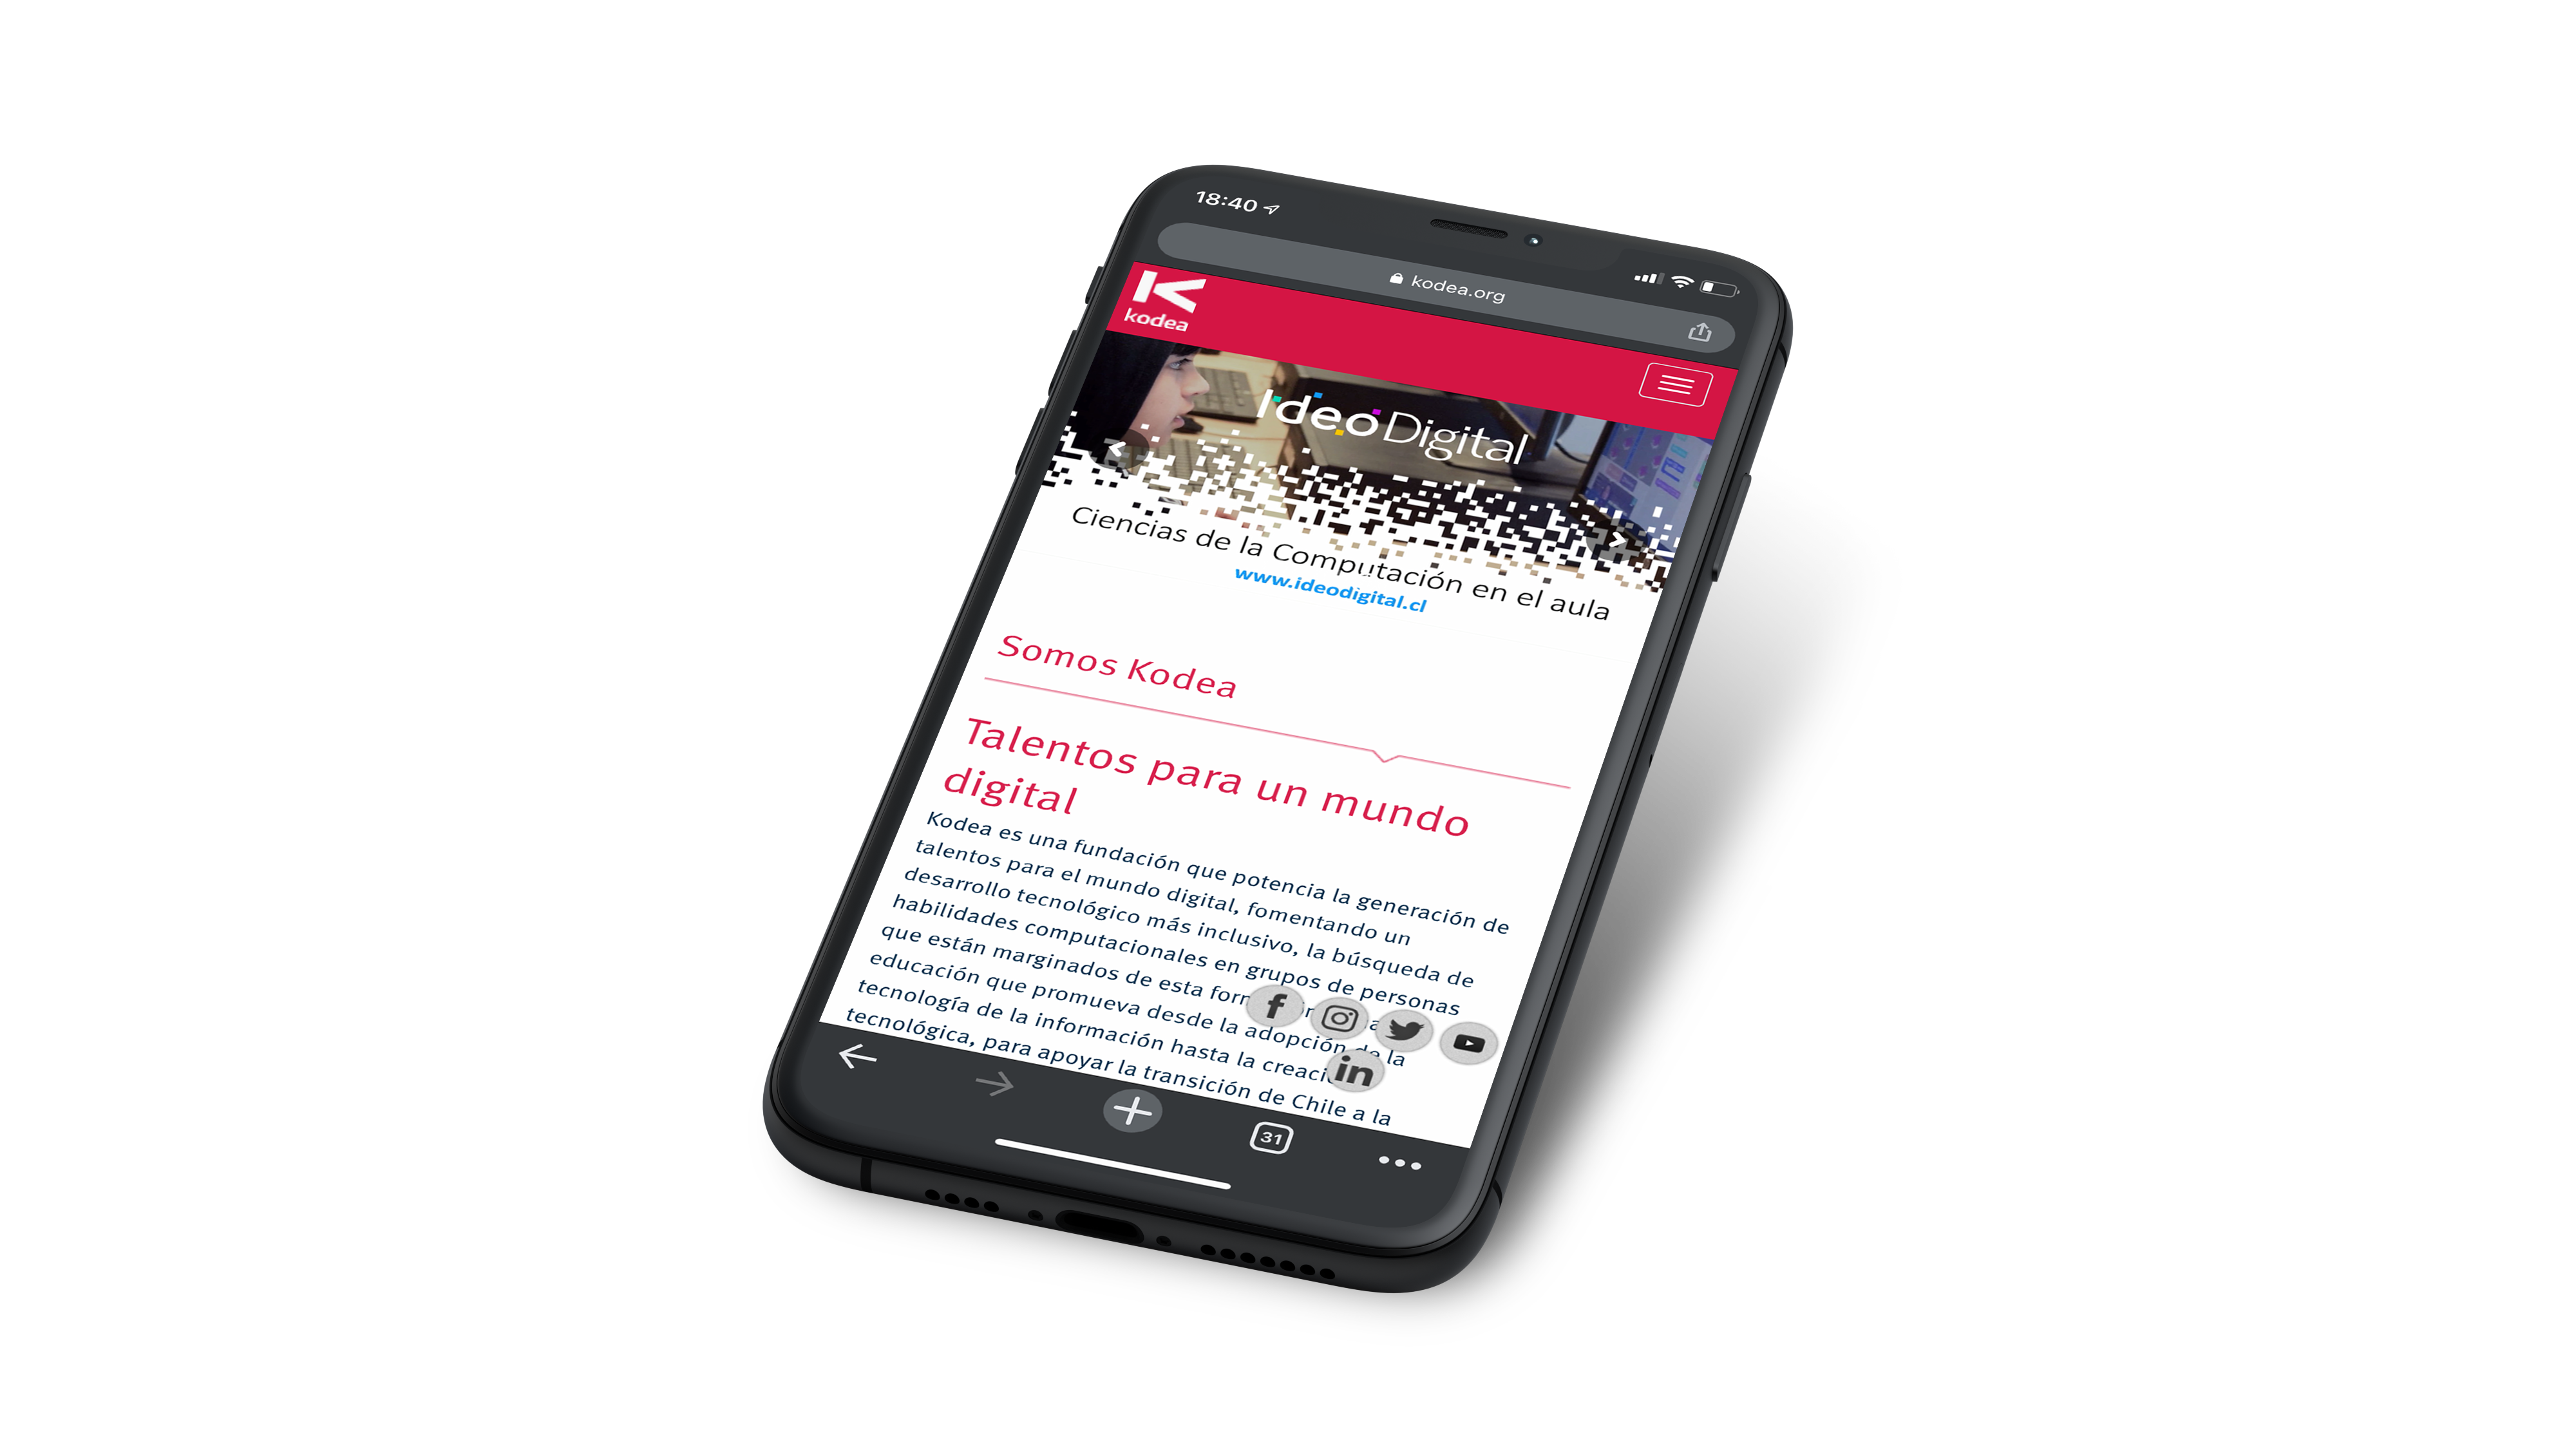 18:40
kodea.org
kodea
IdeoDigital
Ciencias de la Computación en el aula
www.ideodigital.cl
Somos Kodea
Talentos para un mundo
digital
Kodea es una fundación que potencia la generación de
talentos para el mundo digital, fomentando un
desarrollo tecnológico más inclusivo, la búsqueda de
habilidades computacionales en grupos de personas
que están marginados de esta
educación que promueva desde la adopción de la
tecnología de la información hasta la
tecnológica, para apoyar la transición de Chile a la
in
31